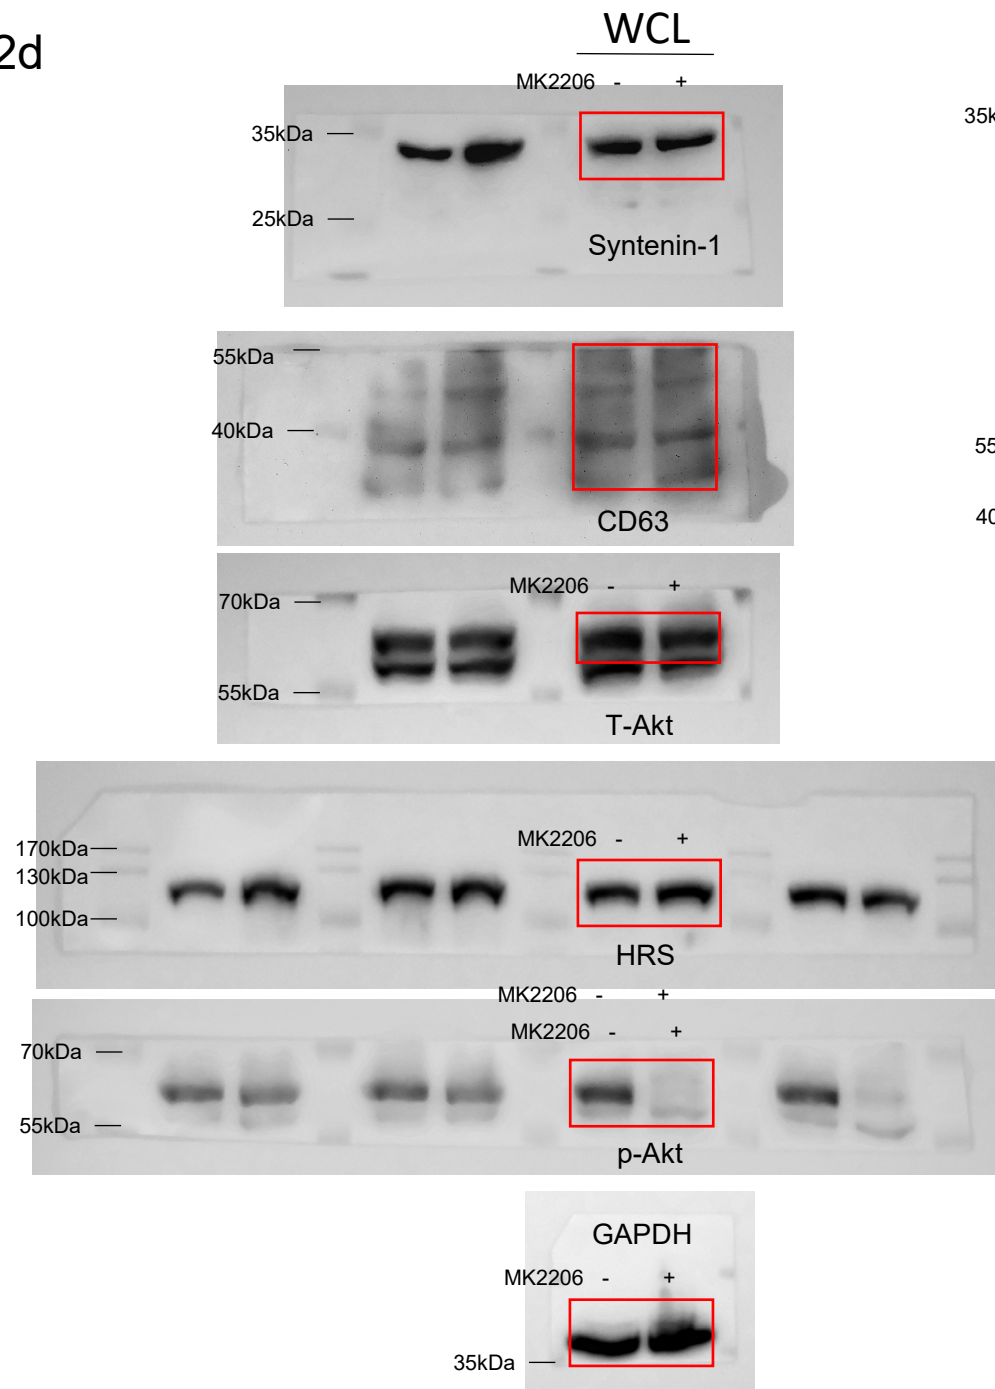 2d
WCL
MK2206 - +
35kDa
25kDa
Syntenin-1
35k
55kDa
40kDa
CD63
55
40
MK2206 - +
70kDa
55kDa
T-Akt
MK2206 - +
170kDa
130kDa
100kDa
HRS
MK2206 - +
MK2206 - +
70kDa
55kDa
p-Akt
GAPDH
MK2206 - +
35kDa